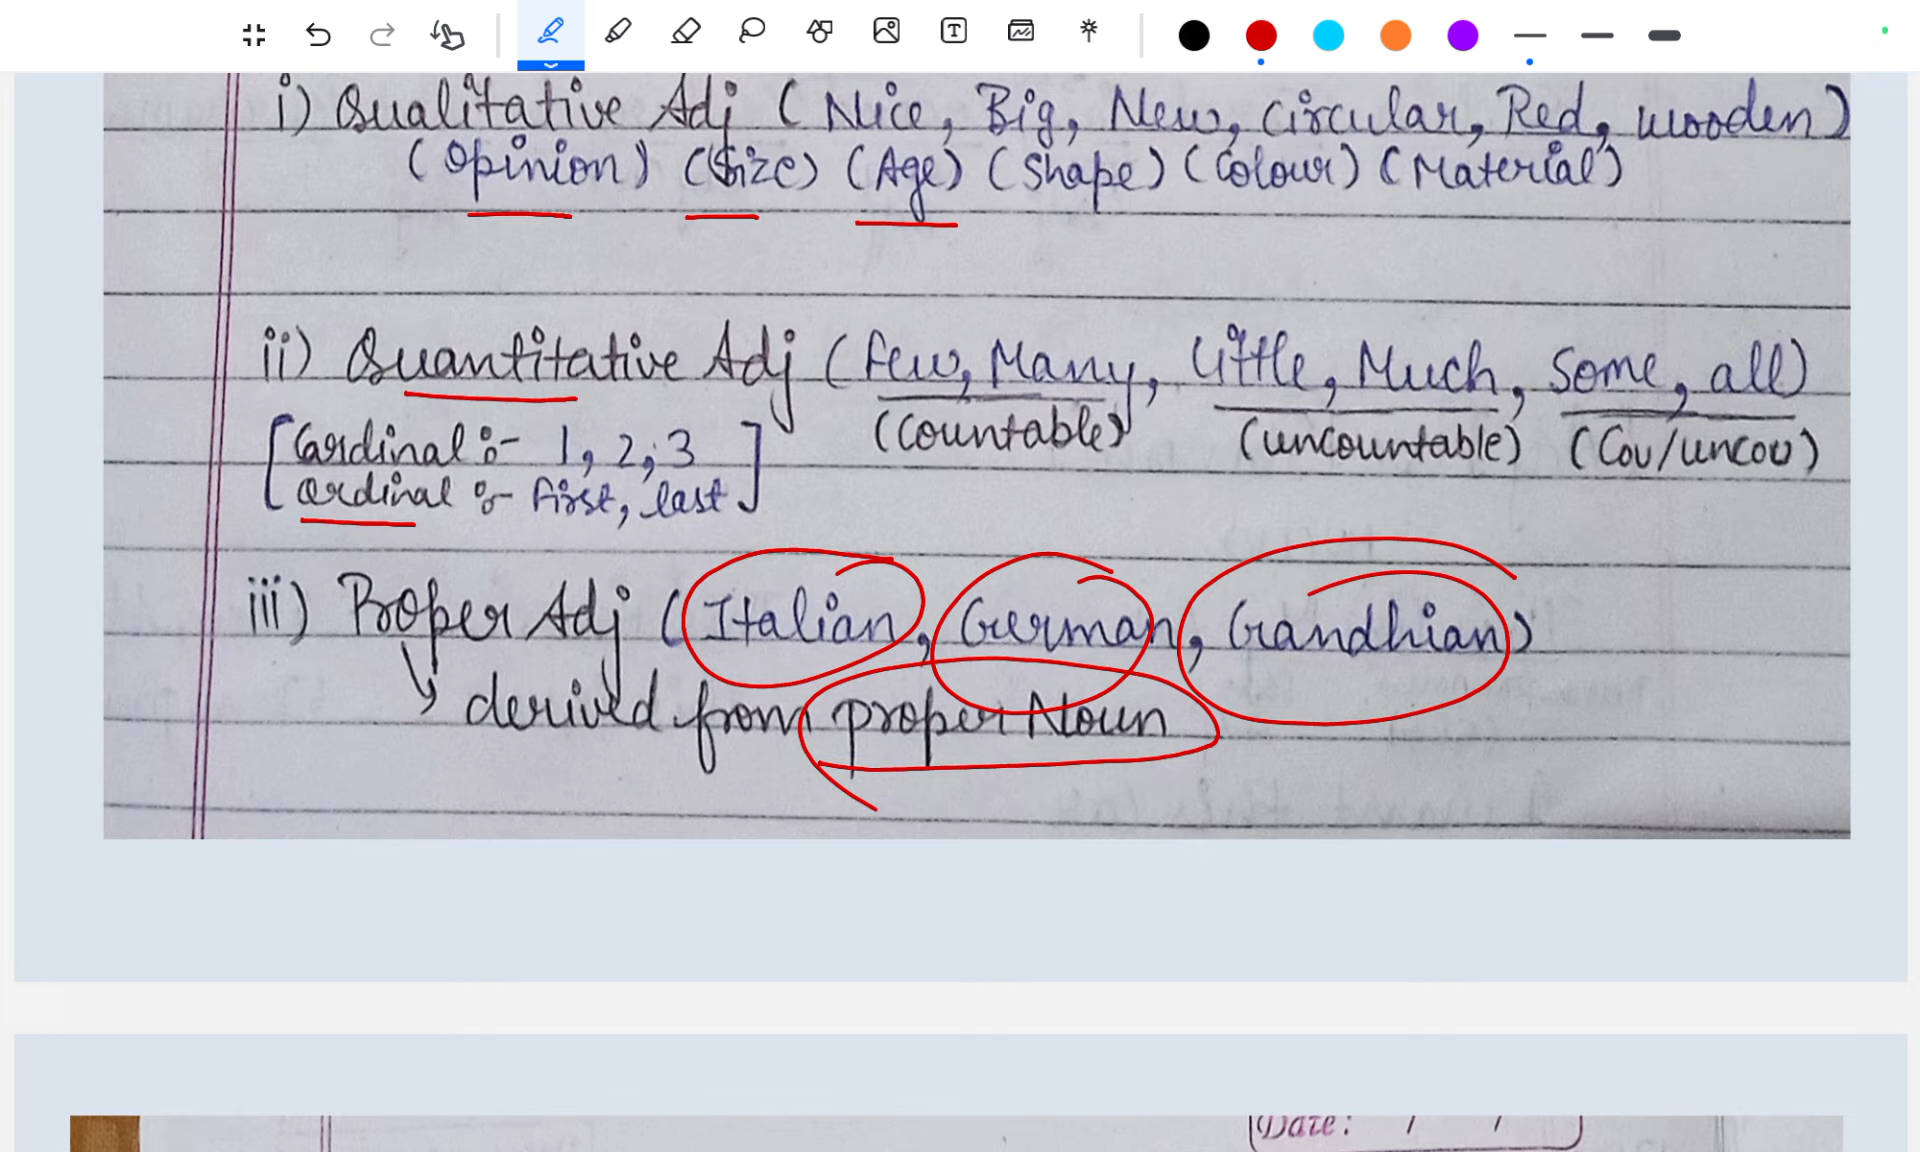 i) Qualitative Adj ( Nice, Big, New, Circular, Red, wooden )
(Opinion) (Size) (Age) (Shape) (Colour) (Material)
ii) Quantitative Adj (few, Many, little, Much, Some, all)
(countable) (uncountable) (Cou/uncou)
[Cardinal :- 1, 2, 3
ordinal :- first, last]
iii) Proper Adj (Italian, German, Gandhian)
derived from proper Noun
Date: / /